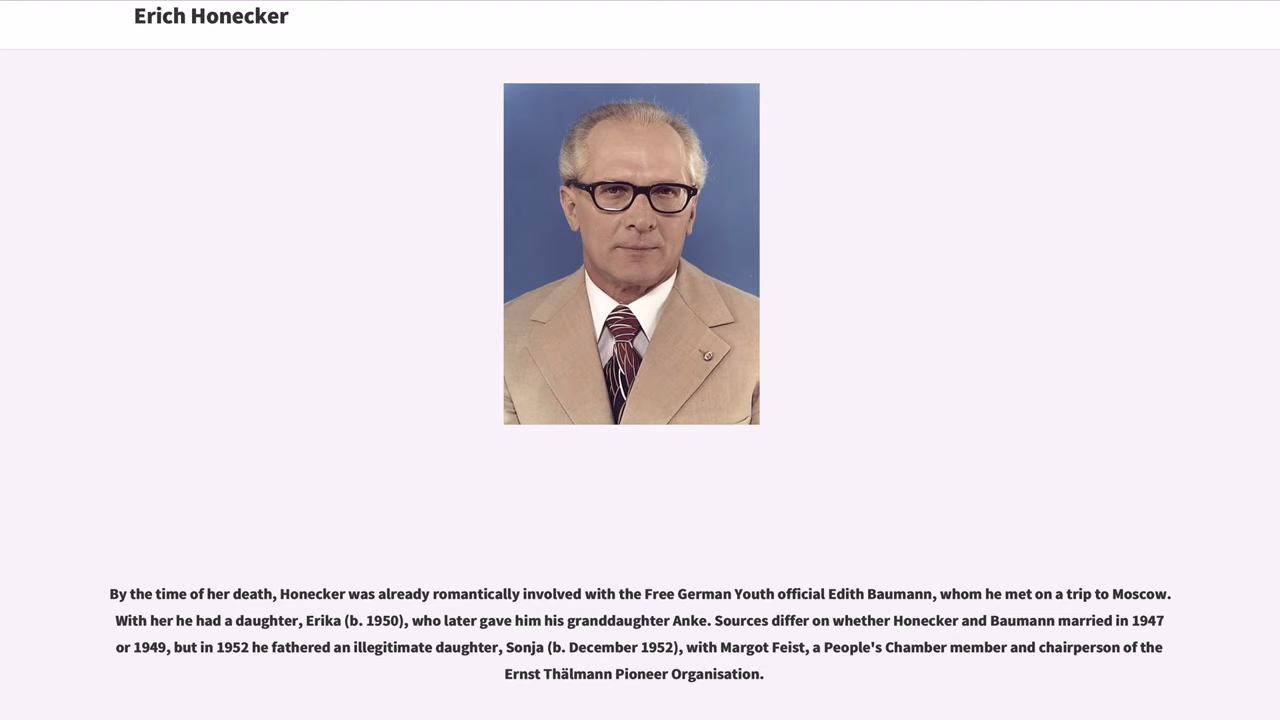 Erich Honecker
By the time of her death, Honecker was already romantically involved with the Free German Youth official Edith Baumann, whom he met on a trip to Moscow.
With her he had a daughter, Erika (b. 1950), who later gave him his granddaughter Anke. Sources differ on whether Honecker and Baumann married in 1947
or 1949, but in 1952 he fathered an illegitimate daughter, Sonja (b. December 1952), with Margot Feist, a People's Chamber member and chairperson of the
Ernst Thälmann Pioneer Organisation.